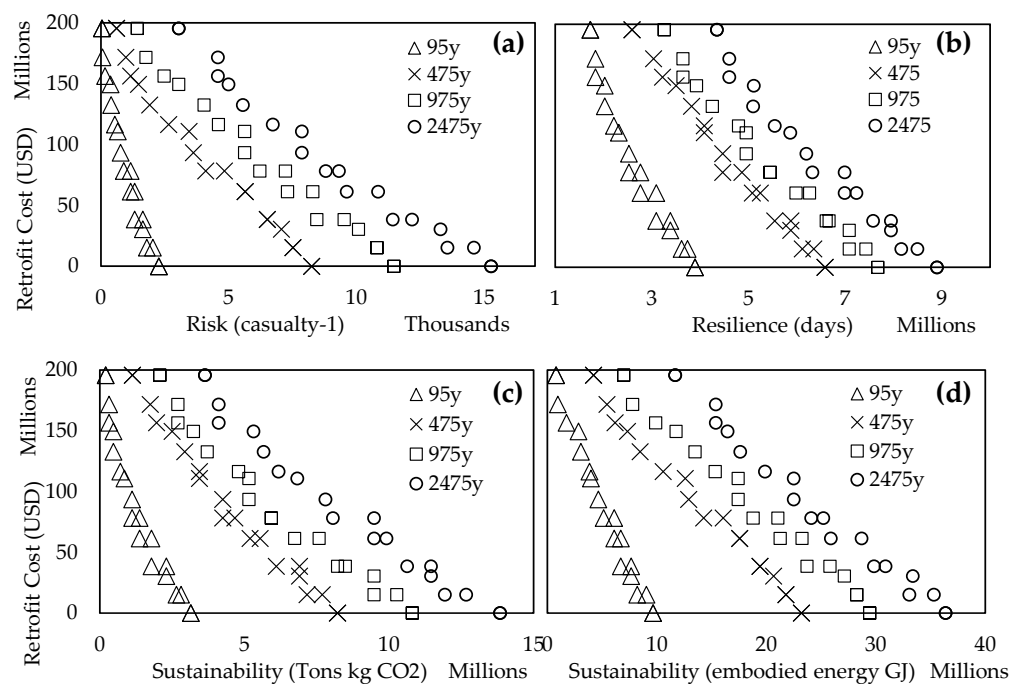 Retrofit Cost (USD) Millions
200
150
100
50
0
(a)
95y
475y
975y
2475y
0 5 10 15
Risk (casualty-1) Thousands
(b)
95y
475
975
2475
1 3 5 7 9
Resilience (days) Millions
Retrofit Cost (USD) Millions
200
150
100
50
0
(c)
95y
475y
975y
2475y
0 5 10 15
Sustainability (Tons kg CO2) Millions
(d)
95y
475y
975y
2475y
0 10 20 30 40
Sustainability (embodied energy GJ) Millions